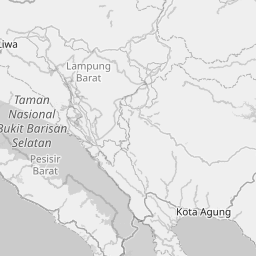 Liwa
Lampung
Barat
Taman
Nasional
Bukit Barisan
Selatan
Pesisir
Barat
Kota Agung